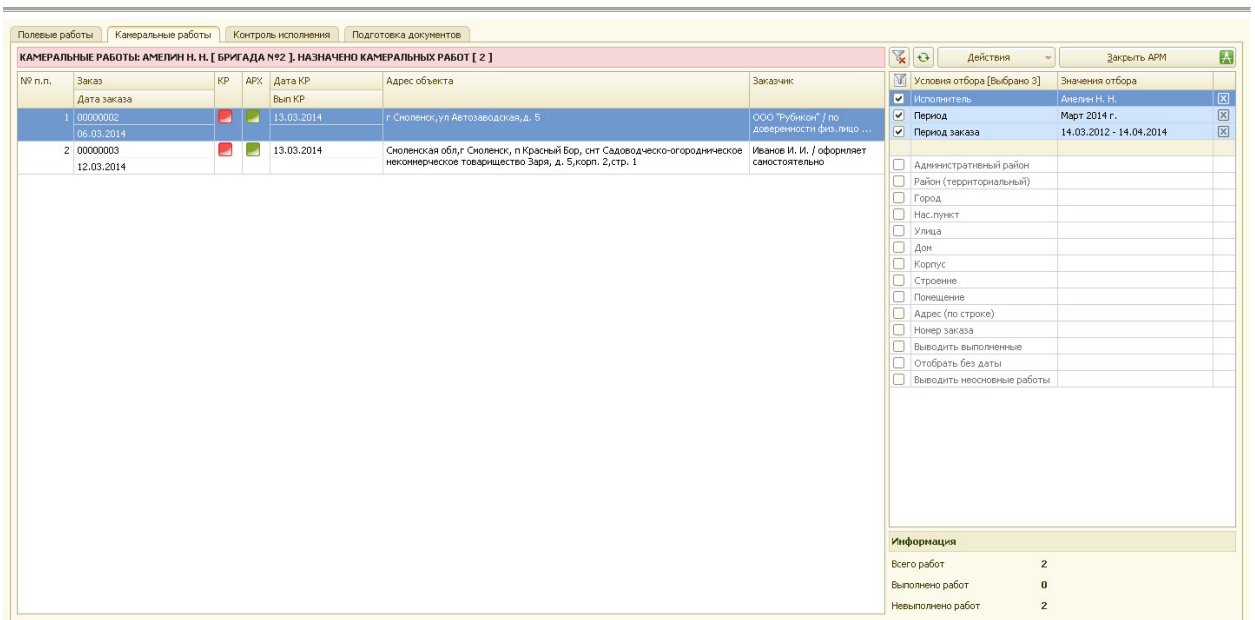 Полевые работы Камеральные работы Контроль исполнения Подготовка документов
КАМЕРАЛЬНЫЕ РАБОТЫ: АМЕЛИН Н. Н. [ БРИГАДА №2 ]. НАЗНАЧЕНО КАМЕРАЛЬНЫХ РАБОТ [ 2 ]
Действия Закрыть АРМ
№ п.п. Заказ КР АРХ Дата КР Адрес объекта Заказчик
Дата заказа Вып КР
1 00000002 13.03.2014 г Смоленск,ул Автозаводская,д. 5 ООО "Рубикон" / по
06.03.2014 доверенности физ.лицо ...
2 00000003 13.03.2014 Смоленская обл,г Смоленск, п Красный Бор, снт Садоводческо-огородническое Иванов И. И. / оформляет
12.03.2014 некоммерческое товарищество Заря, д. 5,корп. 2,стр. 1 самостоятельно
Условия отбора [Выбрано 3] Значения отбора
Исполнитель Амелин Н. Н.
Период Март 2014 г.
Период заказа 14.03.2012 - 14.04.2014
Административный район
Район (территориальный)
Город
Нас.пункт
Улица
Дом
Корпус
Строение
Помещение
Адрес (по строке)
Номер заказа
Выводить выполненные
Отобрать без даты
Выводить неосновные работы
Информация
Всего работ 2
Выполнено работ 0
Невыполнено работ 2